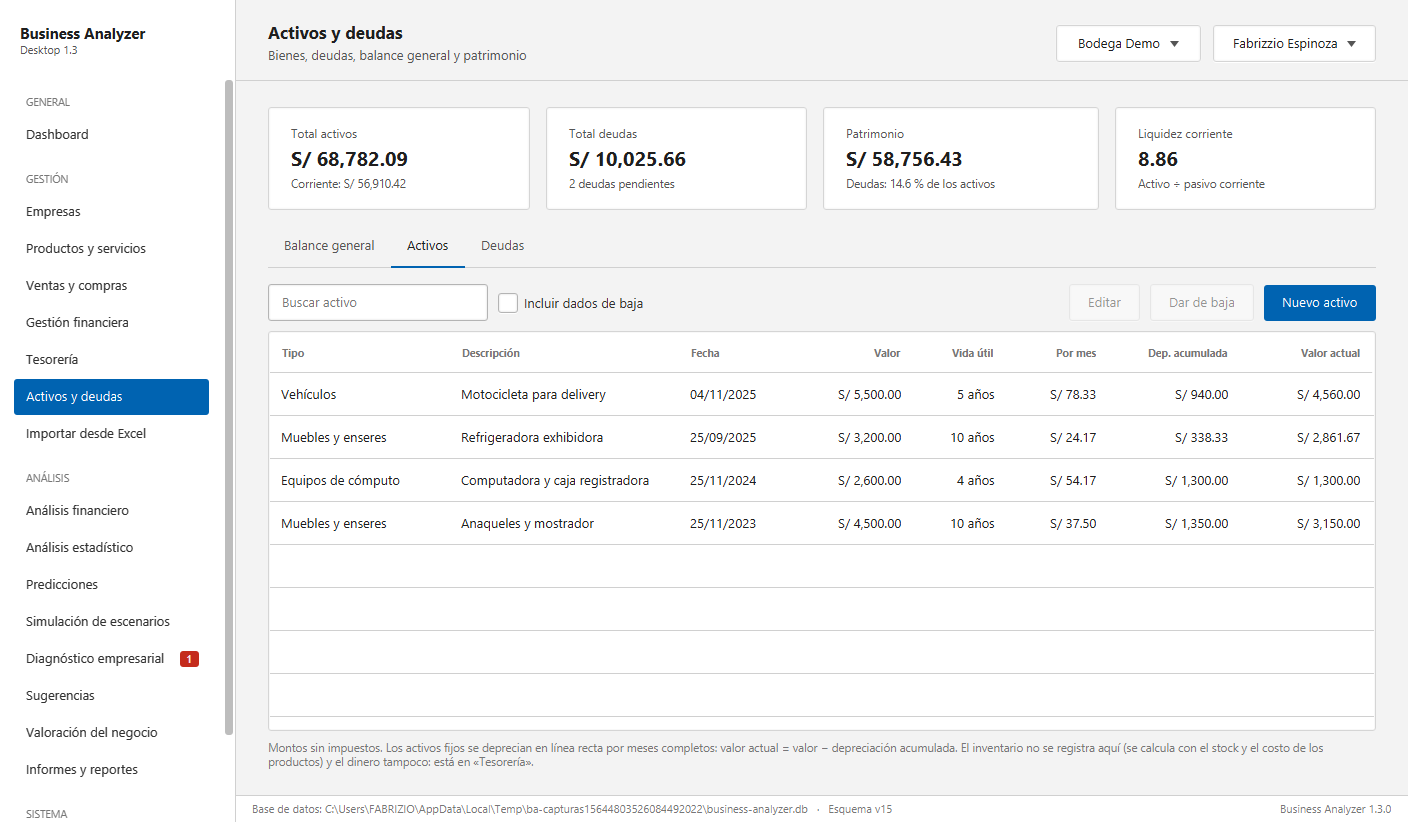 Business Analyzer
Desktop 1.3
GENERAL
Dashboard
GESTIÓN
Empresas
Productos y servicios
Ventas y compras
Gestión financiera
Tesorería
Activos y deudas
Importar desde Excel
ANÁLISIS
Análisis financiero
Análisis estadístico
Predicciones
Simulación de escenarios
Diagnóstico empresarial 1
Sugerencias
Valoración del negocio
Informes y reportes
SISTEMA
Activos y deudas
Bienes, deudas, balance general y patrimonio
Bodega Demo
Fabrizzio Espinoza
Total activos
S/ 68,782.09
Corriente: S/ 56,910.42
Total deudas
S/ 10,025.66
2 deudas pendientes
Patrimonio
S/ 58,756.43
Deudas: 14.6 % de los activos
Liquidez corriente
8.86
Activo ÷ pasivo corriente
Balance general Activos Deudas
Buscar activo Incluir dados de baja Editar Dar de baja Nuevo activo
Tipo Descripción Fecha Valor Vida útil Por mes Dep. acumulada Valor actual
Vehículos Motocicleta para delivery 04/11/2025 S/ 5,500.00 5 años S/ 78.33 S/ 940.00 S/ 4,560.00
Muebles y enseres Refrigeradora exhibidora 25/09/2025 S/ 3,200.00 10 años S/ 24.17 S/ 338.33 S/ 2,861.67
Equipos de cómputo Computadora y caja registradora 25/11/2024 S/ 2,600.00 4 años S/ 54.17 S/ 1,300.00 S/ 1,300.00
Muebles y enseres Anaqueles y mostrador 25/11/2023 S/ 4,500.00 10 años S/ 37.50 S/ 1,350.00 S/ 3,150.00
Montos sin impuestos. Los activos fijos se deprecian en línea recta por meses completos: valor actual = valor − depreciación acumulada. El inventario no se registra aquí (se calcula con el stock y el costo de los
productos) y el dinero tampoco: está en «Tesorería».
Base de datos: C:\Users\FABRIZIO\AppData\Local\Temp\ba-capturas15644803526084492022\business-analyzer.db · Esquema v15
Business Analyzer 1.3.0